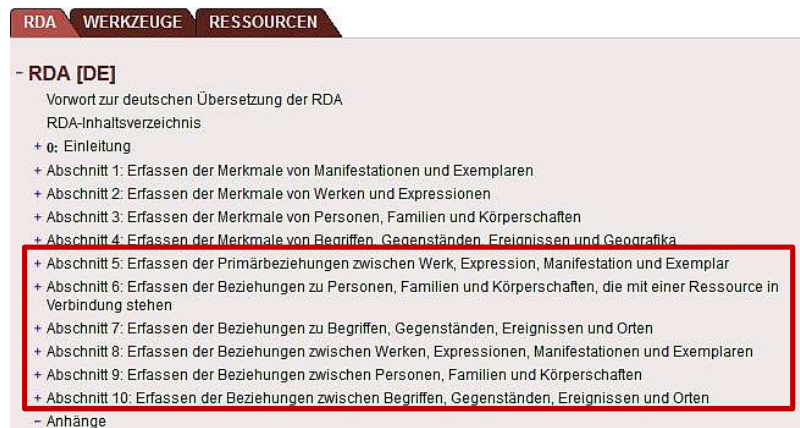 RDA WERKZEUGE RESSOURCEN
- RDA [DE]
Vorwort zur deutschen Übersetzung der RDA
RDA-Inhaltsverzeichnis
+ 0: Einleitung
+ Abschnitt 1: Erfassen der Merkmale von Manifestationen und Exemplaren
+ Abschnitt 2: Erfassen der Merkmale von Werken und Expressionen
+ Abschnitt 3: Erfassen der Merkmale von Personen, Familien und Körperschaften
+ Abschnitt 4: Erfassen der Merkmale von Begriffen, Gegenständen, Ereignissen und Geografika
+ Abschnitt 5: Erfassen der Primärbeziehungen zwischen Werk, Expression, Manifestation und Exemplar
+ Abschnitt 6: Erfassen der Beziehungen zu Personen, Familien und Körperschaften, die mit einer Ressource in
Verbindung stehen
+ Abschnitt 7: Erfassen der Beziehungen zu Begriffen, Gegenständen, Ereignissen und Orten
+ Abschnitt 8: Erfassen der Beziehungen zwischen Werken, Expressionen, Manifestationen und Exemplaren
+ Abschnitt 9: Erfassen der Beziehungen zwischen Personen, Familien und Körperschaften
+ Abschnitt 10: Erfassen der Beziehungen zwischen Begriffen, Gegenständen, Ereignissen und Orten
- Anhänge